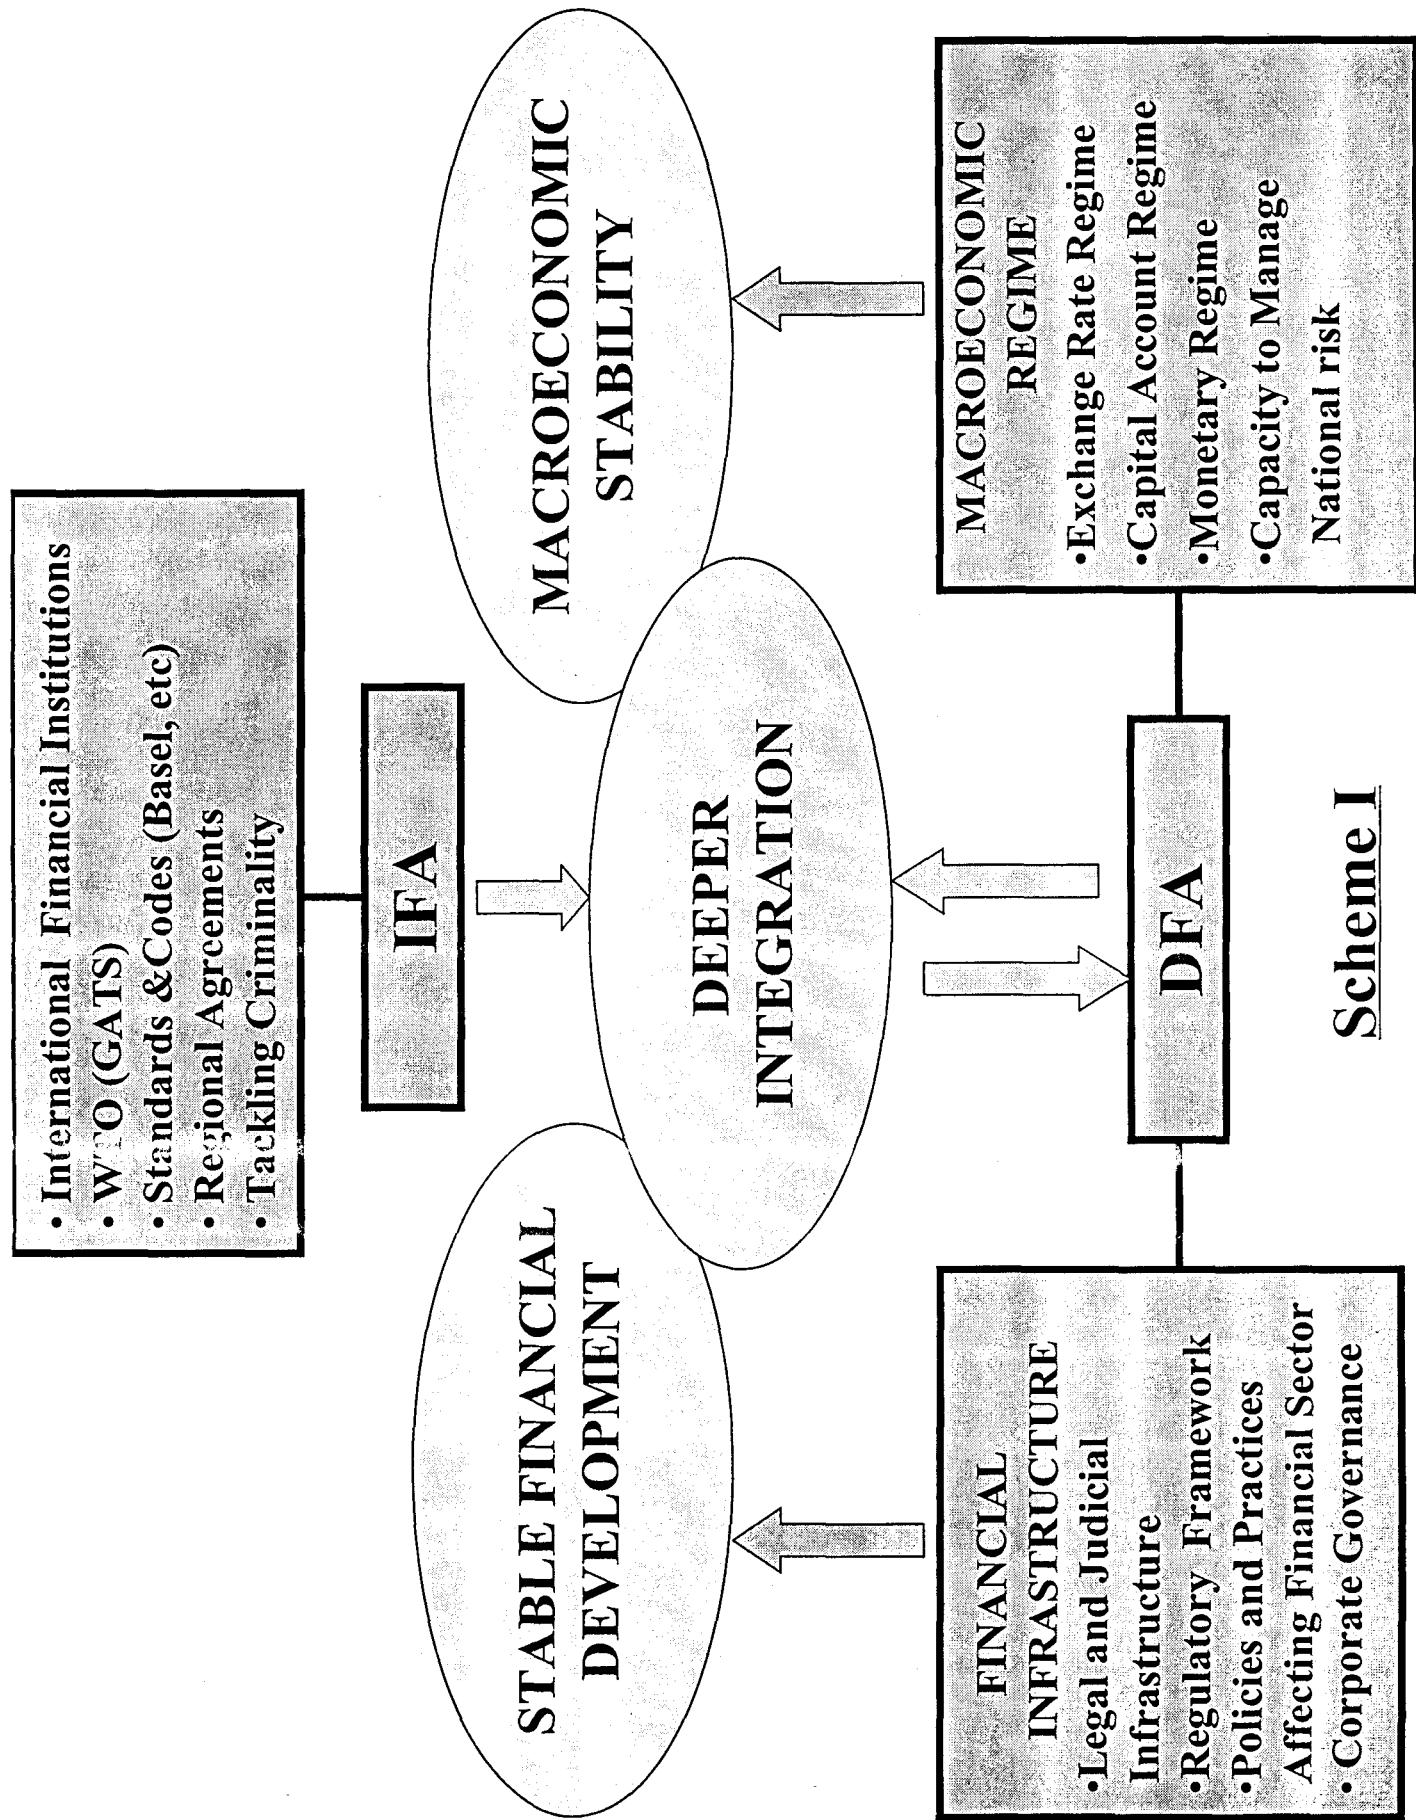 • International Financial Institutions
• WTO (GATS)
• Standards &Codes (Basel, etc)
• Regional Agreements
• Tackling Criminality
IFA
STABLE FINANCIAL
DEVELOPMENT
DEEPER
INTEGRATION
MACROECONOMIC
STABILITY
FINANCIAL
INFRASTRUCTURE
•Legal and Judicial
Infrastructure
•Regulatory Framework
•Policies and Practices
Affecting Financial Sector
• Corporate Governance
DFA
MACROECONOMIC
REGIME
•Exchange Rate Regime
•Capital Account Regime
•Monetary Regime
•Capacity to Manage
National risk
Scheme I